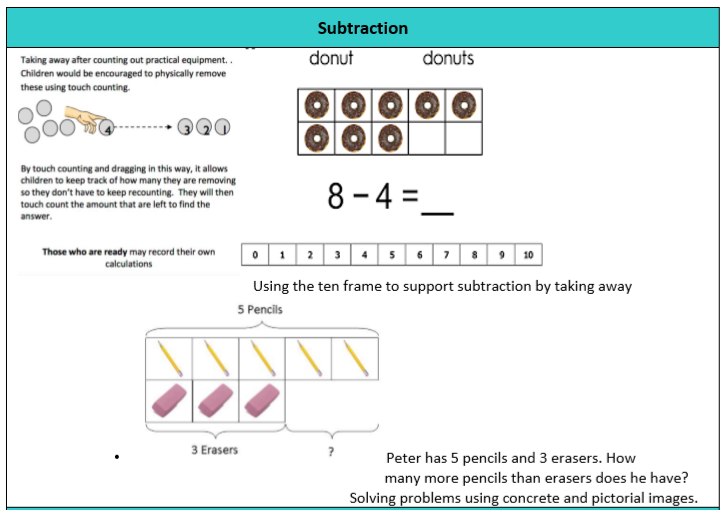 Subtraction
Taking away after counting out practical equipment. .
Children would be encouraged to physically remove
these using touch counting.
4 3 2 1
By touch counting and dragging in this way, it allows
children to keep track of how many they are removing
so they don't have to keep recounting. They will then
touch count the amount that are left to find the
answer.
donut donuts
8 – 4 = __
Those who are ready may record their own
calculations
0 1 2 3 4 5 6 7 8 9 10
Using the ten frame to support subtraction by taking away
5 Pencils
3 Erasers ?
• Peter has 5 pencils and 3 erasers. How
many more pencils than erasers does he have?
Solving problems using concrete and pictorial images.